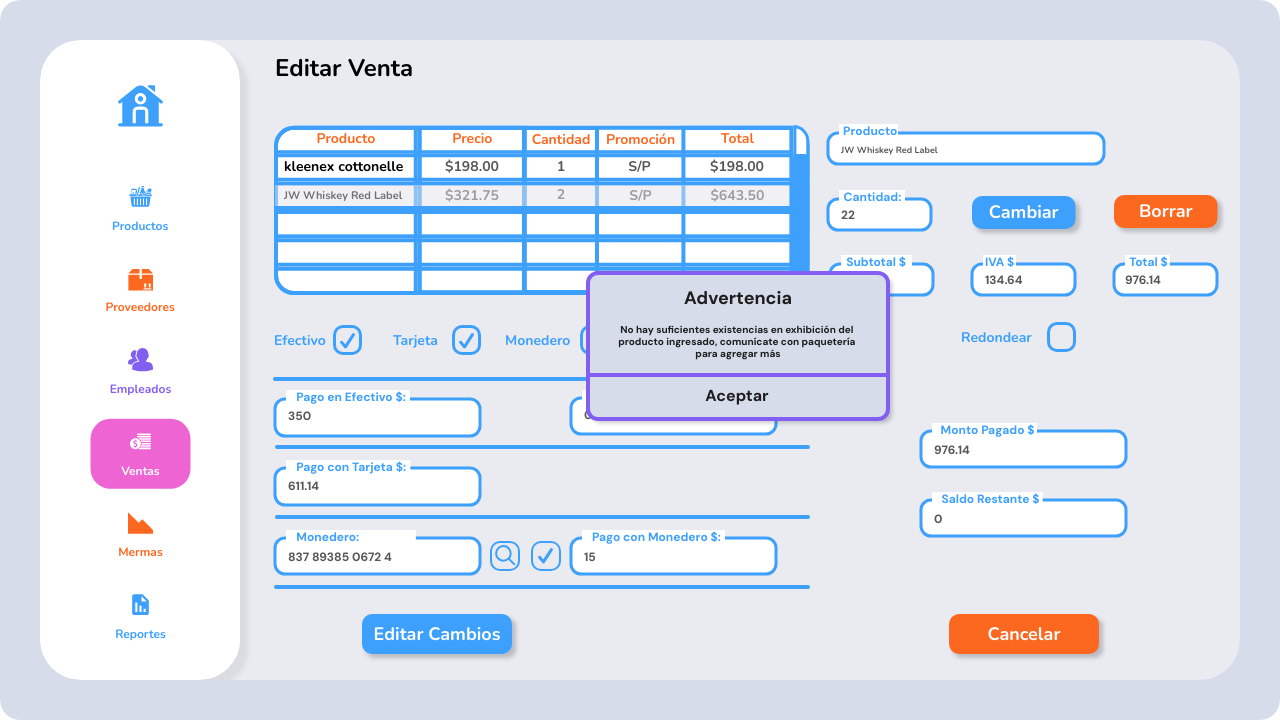 Editar Venta
Productos
Proveedores
Empleados
Ventas
Mermas
Reportes
Producto Precio Cantidad Promoción Total
kleenex cottonelle $198.00 1 S/P $198.00
JW Whiskey Red Label $321.75 2 S/P $643.50
Producto
JW Whiskey Red Label
Cantidad:
22
Cambiar
Borrar
Subtotal $
IVA $
134.64
Total $
976.14
Redondear
Efectivo
Tarjeta
Monedero
Advertencia
No hay suficientes existencias en exhibición del
producto ingresado, comunícate con paquetería
para agregar más
Aceptar
Pago en Efectivo $:
350
Pago con Tarjeta $:
611.14
Monedero:
837 89385 0672 4
Pago con Monedero $:
15
Monto Pagado $
976.14
Saldo Restante $
0
Editar Cambios
Cancelar